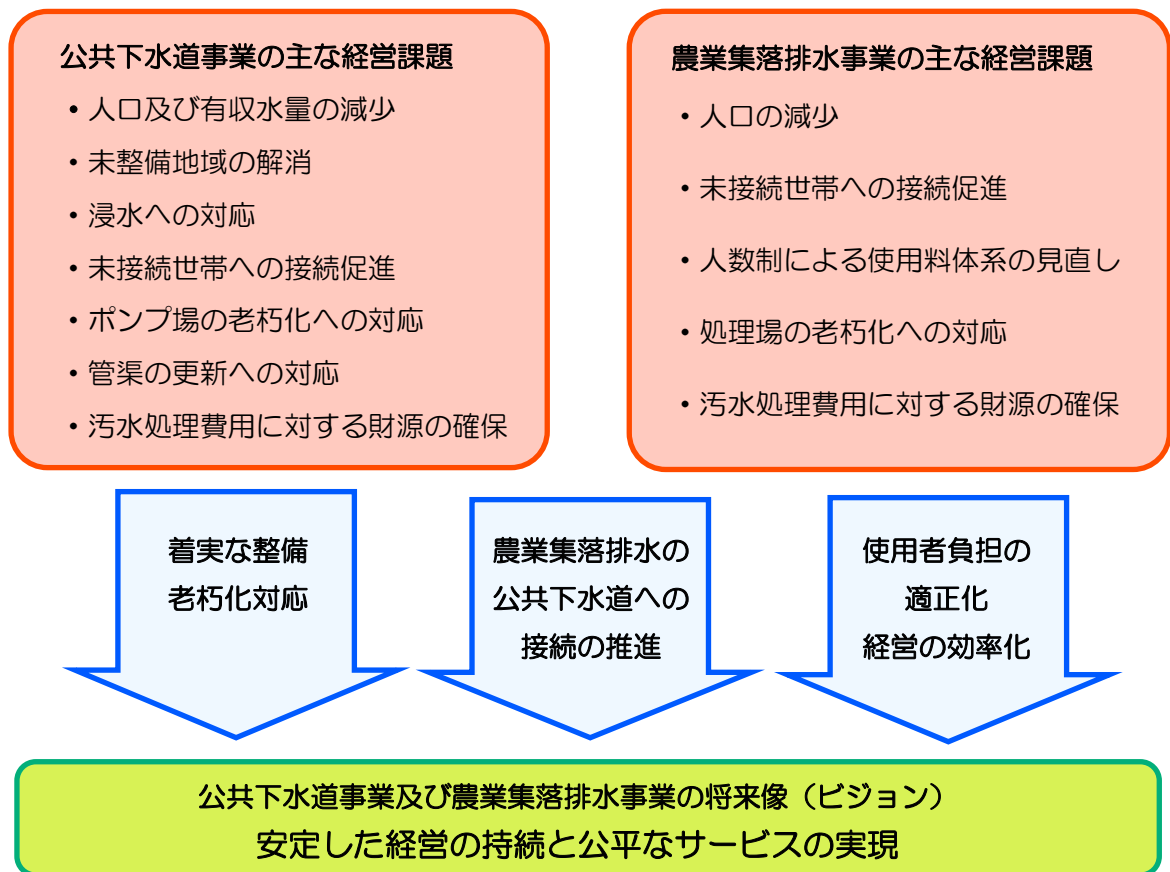 公共下水道事業の主な経営課題
・人口及び有収水量の減少
・未整備地域の解消
・浸水への対応
・未接続世帯への接続促進
・ポンプ場の老朽化への対応
・管渠の更新への対応
・汚水処理費用に対する財源の確保
農業集落排水事業の主な経営課題
・人口の減少
・未接続世帯への接続促進
・人数制による使用料体系の見直し
・処理場の老朽化への対応
・汚水処理費用に対する財源の確保
着実な整備
老朽化対応
農業集落排水の
公共下水道への
接続の推進
使用者負担の
適正化
経営の効率化
公共下水道事業及び農業集落排水事業の将来像（ビジョン）
安定した経営の持続と公平なサービスの実現